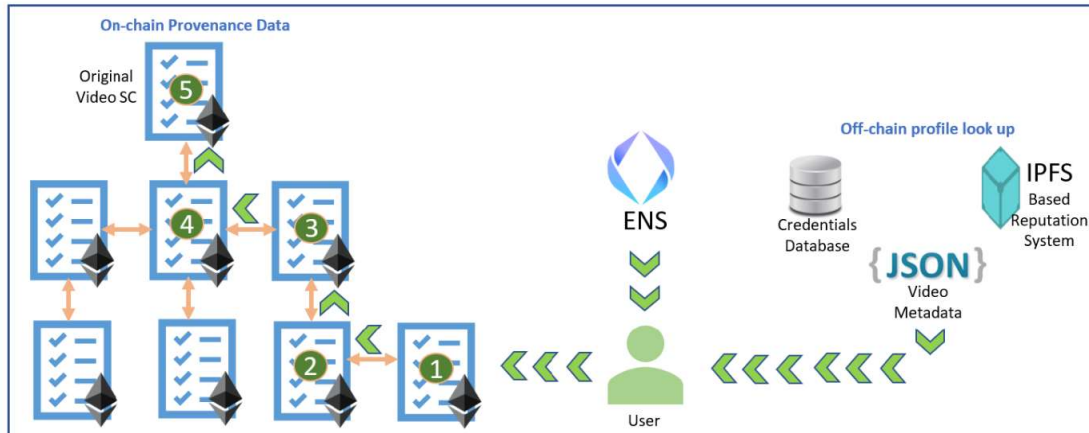 On-chain Provenance Data
Original
Video SC
5
4
3
2
1
ENS
User
Off-chain profile look up
Credentials
Database
IPFS
Based
Reputation
System
{JSON}
Video
Metadata